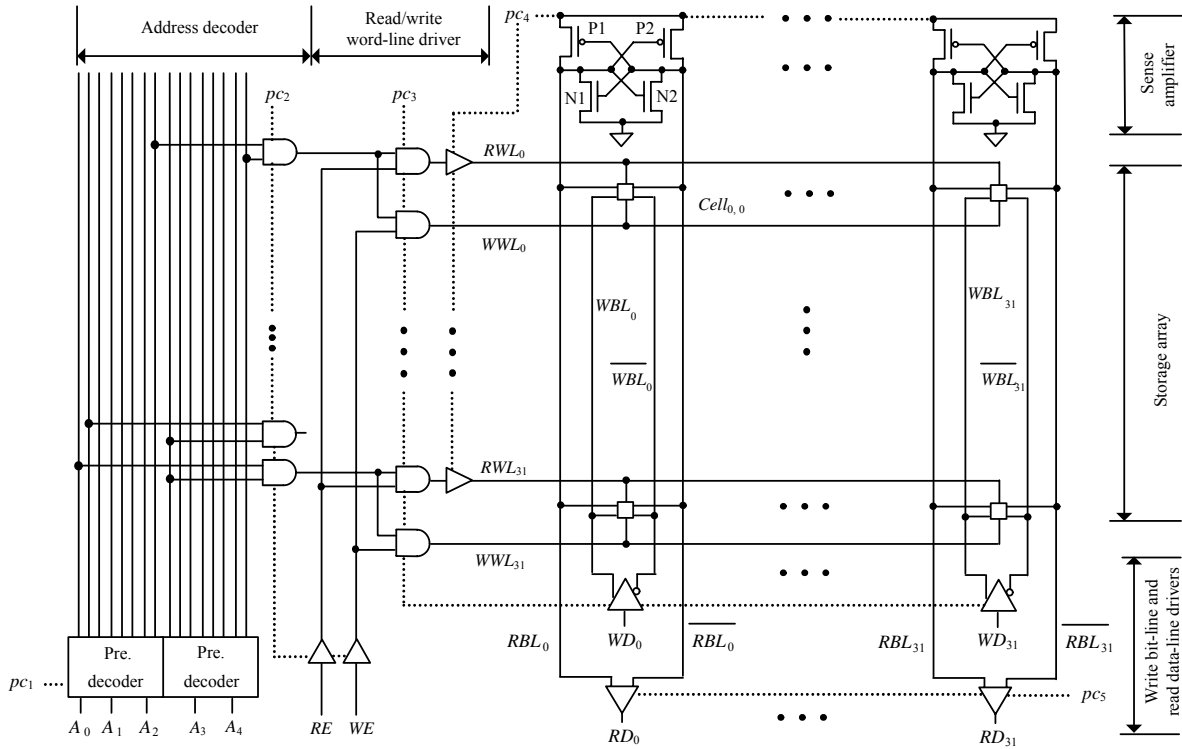 Address decoder
Read/write
word-line driver
pc4
P1
P2
N1
N2
Sense
amplifier
pc2
pc3
RWL0
Cell0, 0
WWL0
WBL0
WBL31
WBL0
WBL31
Storage array
RWL31
WWL31
WD0
WD31
RBL0
RBL0
RBL31
RBL31
Write bit-line and
read data-line drivers
Pre.
decoder
Pre.
decoder
pc1
pc5
A0
A1
A2
A3
A4
RE
WE
RD0
RD31